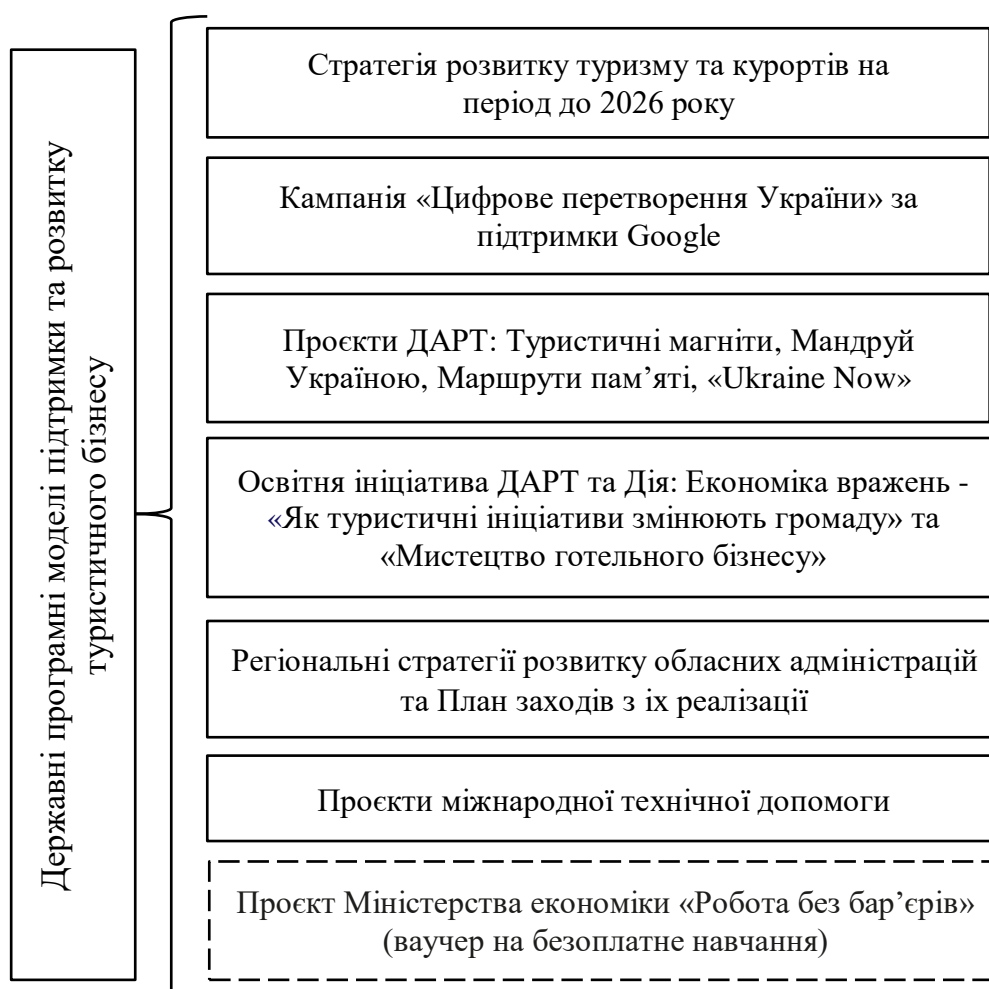 Державні програмні моделі підтримки та розвитку
туристичного бізнесу
Стратегія розвитку туризму та курортів на
період до 2026 року
Кампанія «Цифрове перетворення України» за
підтримки Google
Проєкти ДАРТ: Туристичні магніти, Мандруй
Україною, Маршрути пам’яті, «Ukraine Now»
Освітня ініціатива ДАРТ та Дія: Економіка вражень -
«Як туристичні ініціативи змінюють громаду» та
«Мистецтво готельного бізнесу»
Регіональні стратегії розвитку обласних адміністрацій
та План заходів з їх реалізації
Проєкти міжнародної технічної допомоги
Проєкт Міністерства економіки «Робота без бар’єрів»
(ваучер на безоплатне навчання)